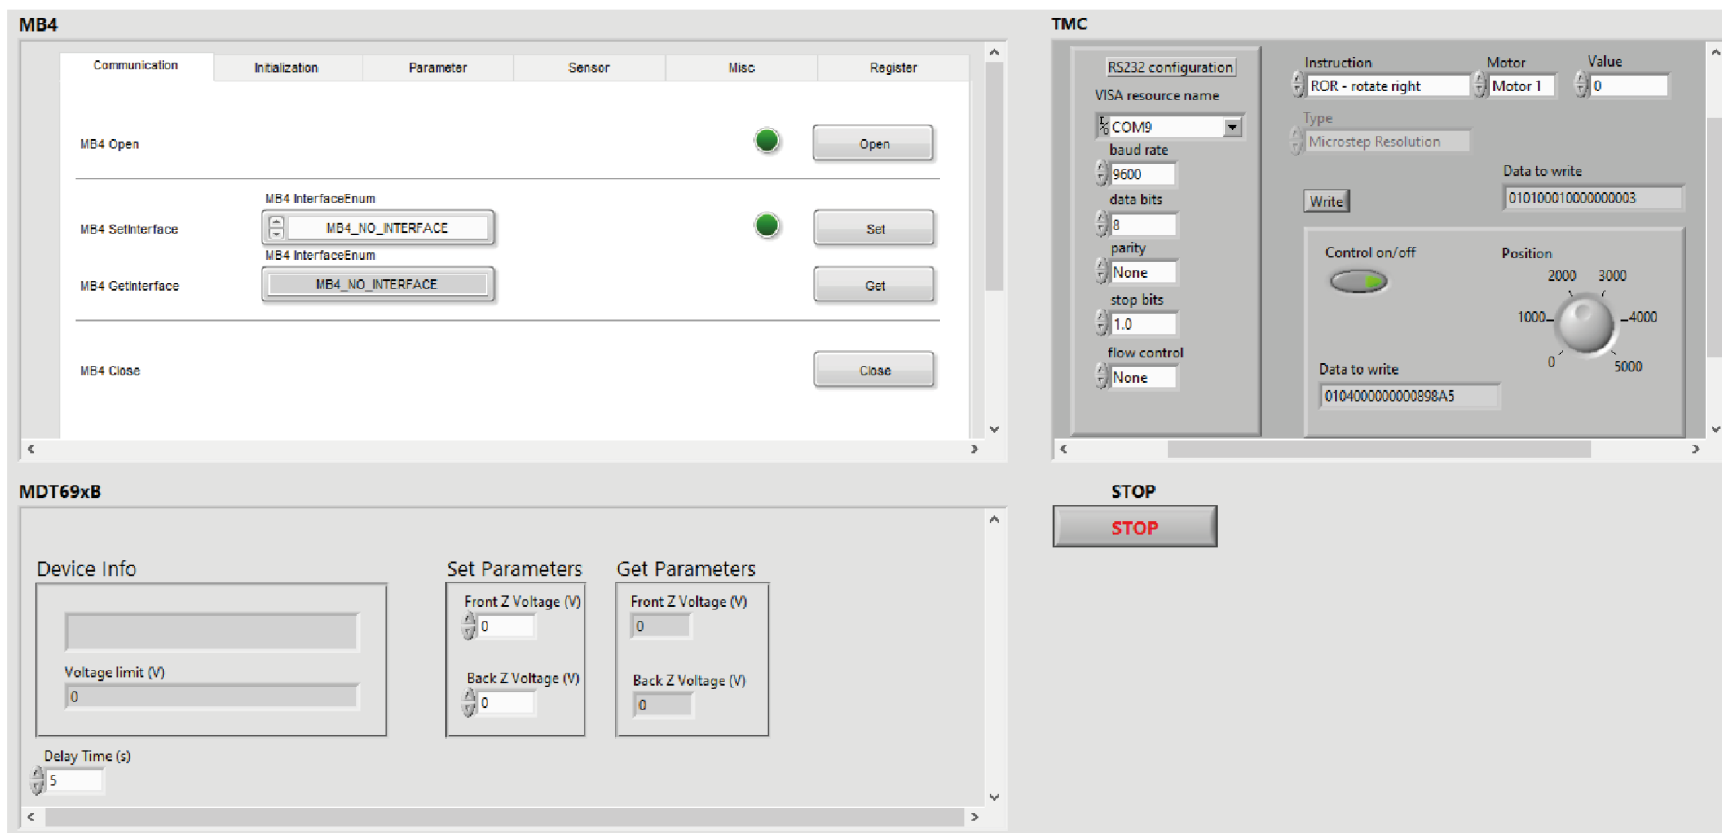 MB4
Communication
Initialization
Parameter
Sensor
Misc
Register
MB4 Open
Open
MB4 InterfaceEnum
MB4 SetInterface
MB4_NO_INTERFACE
Set
MB4 InterfaceEnum
MB4 GetInterface
MB4_NO_INTERFACE
Get
MB4 Close
Close
TMC
RS232 configuration
VISA resource name
COM9
baud rate
9600
data bits
8
parity
None
stop bits
1.0
flow control
None
Instruction
ROR - rotate right
Motor
Motor 1
Value
0
Type
Microstep Resolution
Data to write
010100010000000003
Write
Control on/off
Position
2000
3000
1000
4000
0
5000
Data to write
0104000000000898A5
MDT69xB
Device Info
Voltage limit (V)
0
Delay Time (s)
5
Set Parameters
Front Z Voltage (V)
0
Back Z Voltage (V)
0
Get Parameters
Front Z Voltage (V)
0
Back Z Voltage (V)
0
STOP
STOP